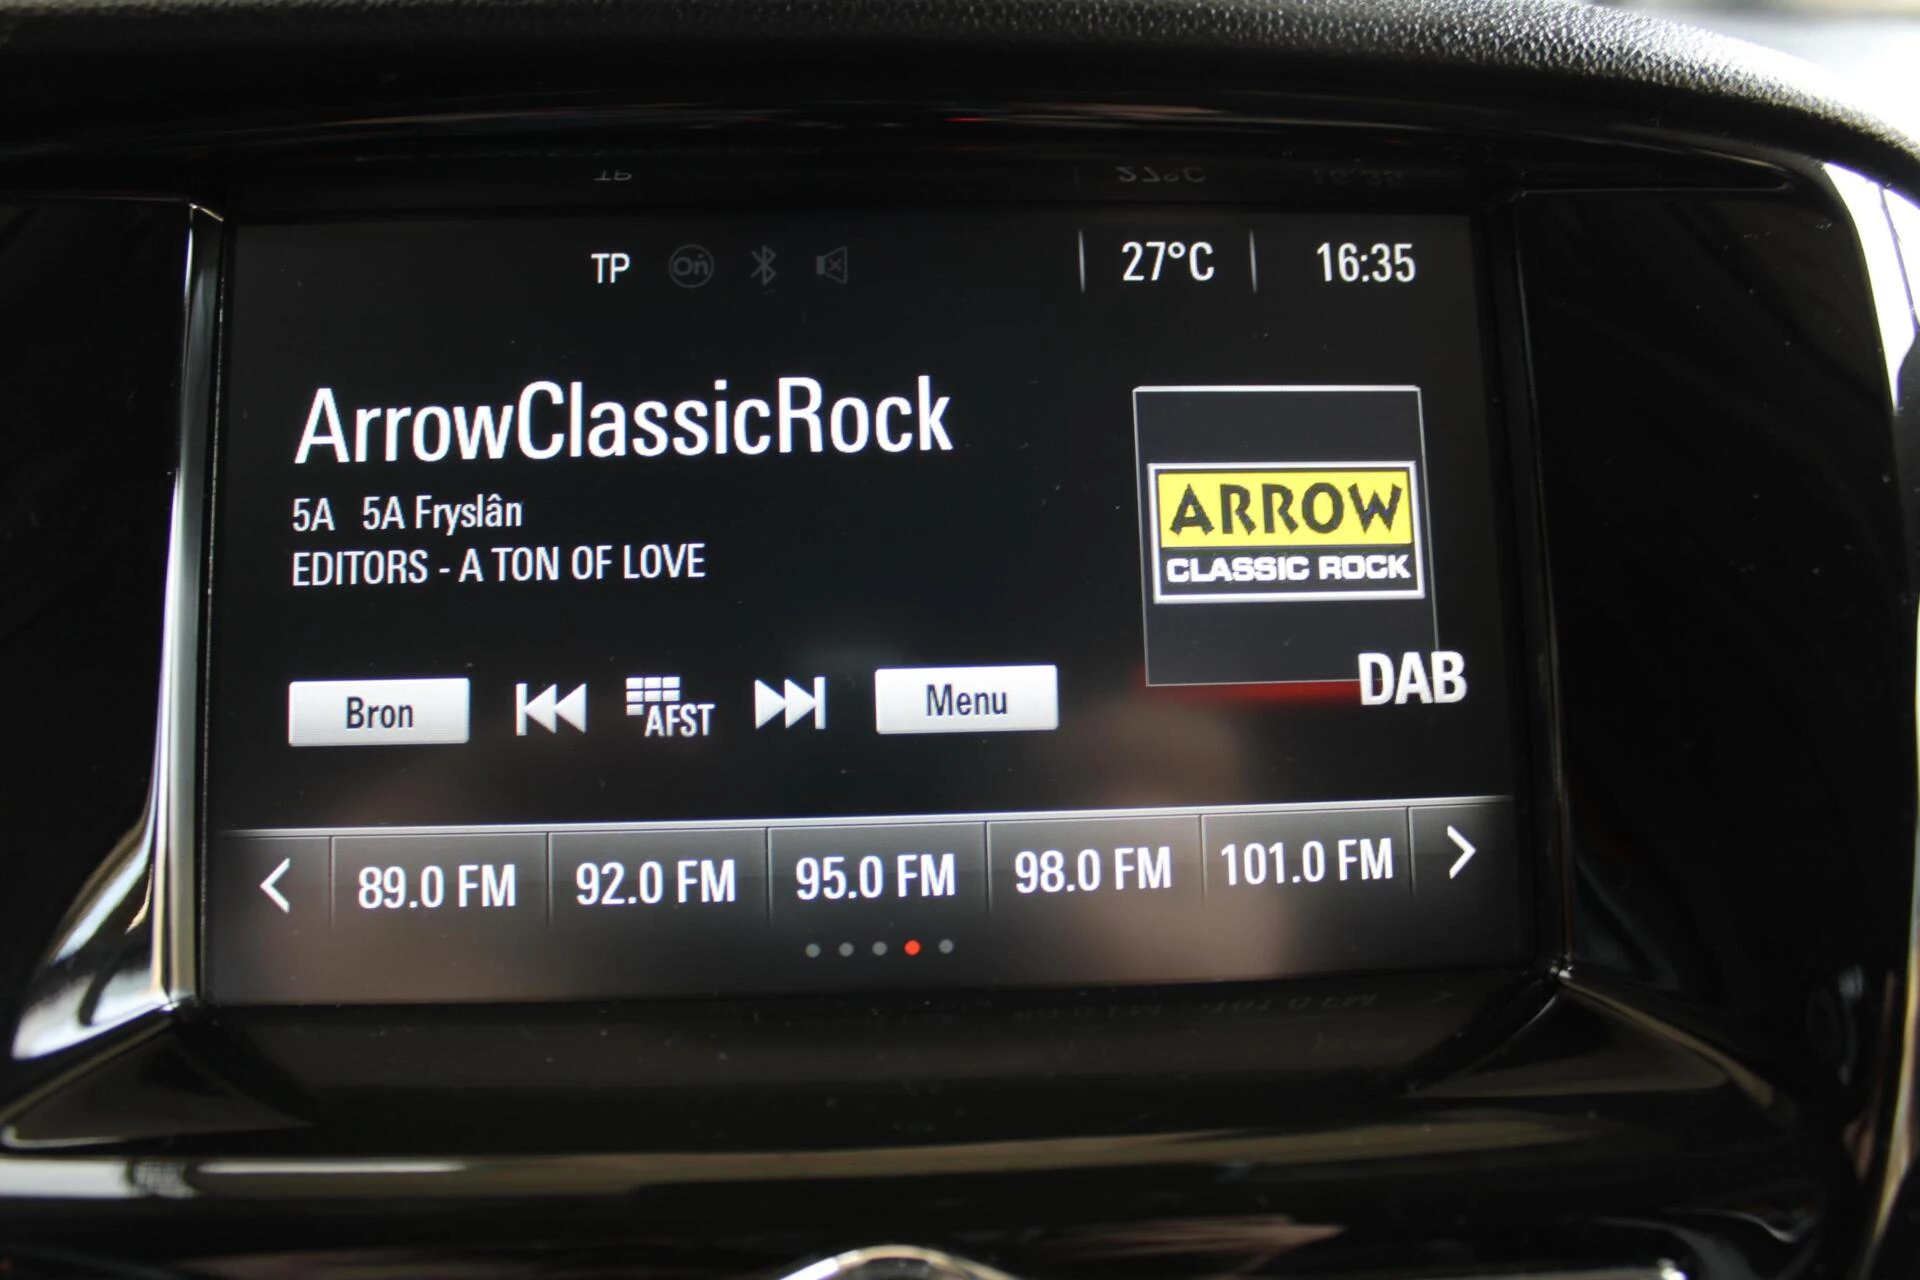 TP On 27°C 16:35
ArrowClassicRock
5A 5A Fryslân
EDITORS - A TON OF LOVE
ARROW
CLASSIC ROCK
DAB
Bron AFST Menu
89.0 FM 92.0 FM 95.0 FM 98.0 FM 101.0 FM